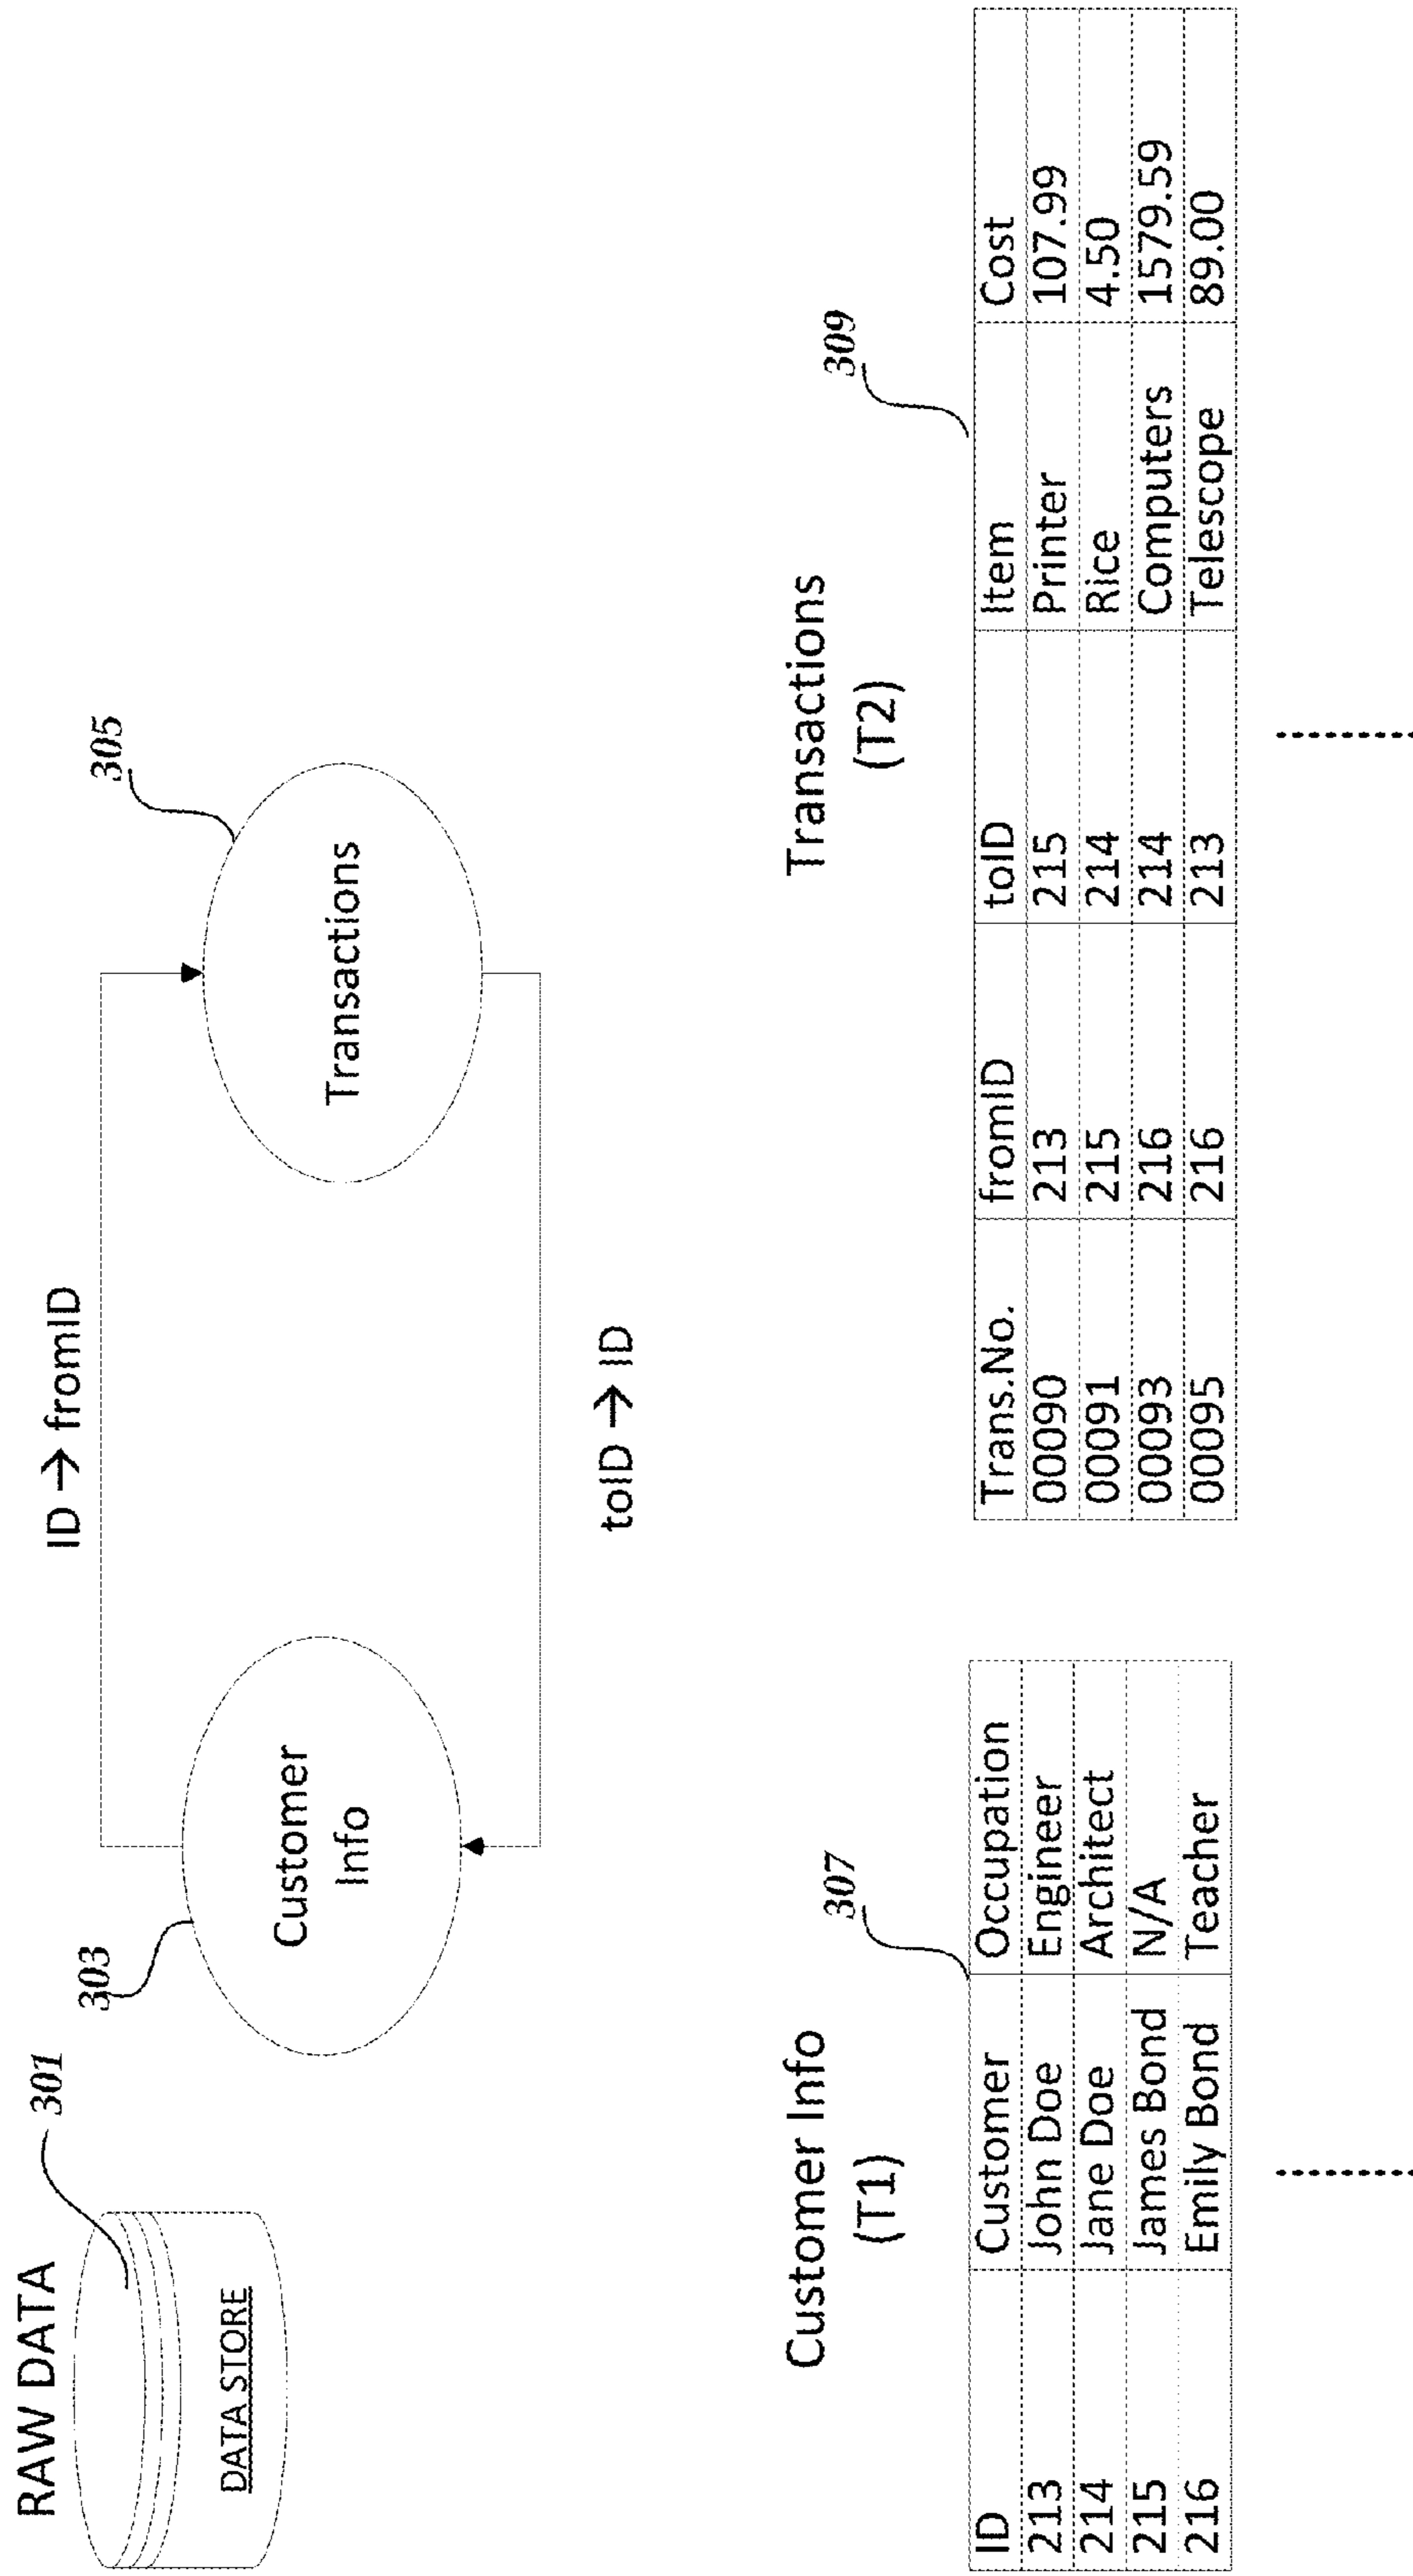 RAW DATA
301
DATA STORE
303
Customer
Info
ID → fromID
toID → ID
305
Transactions
Customer Info
(T1)
307
ID Customer Occupation
213 John Doe Engineer
214 Jane Doe Architect
215 James Bond N/A
216 Emily Bond Teacher
Transactions
(T2)
309
Trans.No. fromID toID Item Cost
00090 213 215 Printer 107.99
00091 215 214 Rice 4.50
00093 216 214 Computers 1579.59
00095 216 213 Telescope 89.00